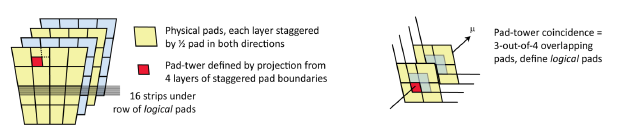 Physical pads, each layer staggered
by ½ pad in both directions
Pad-twer defined by projection from
4 layers of staggered pad boundaries
16 strips under
row of logical pads
μ
Pad-tower coincidence =
3-out-of-4 overlapping
pads, define logical pads